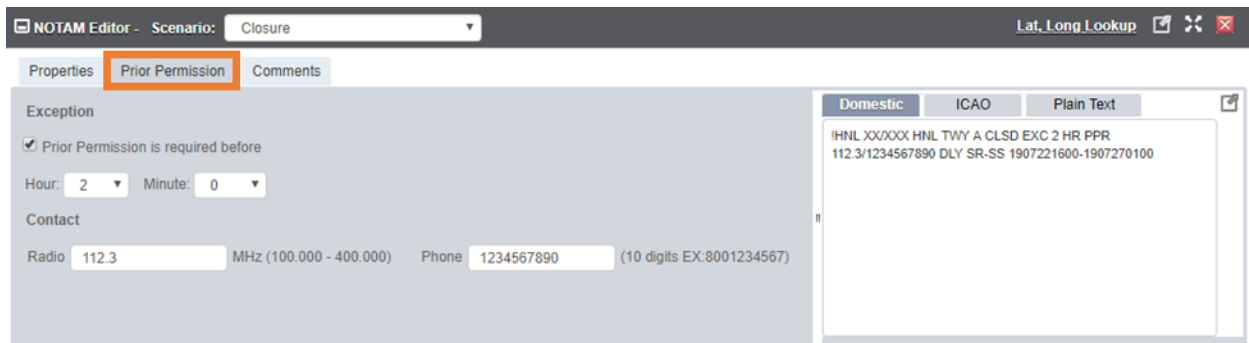 NOTAM Editor - Scenario: Closure Lat, Long Lookup
Properties Prior Permission Comments
Exception
Prior Permission is required before
Hour: 2 Minute: 0
Contact
Radio 112.3 MHz (100.000 - 400.000) Phone 1234567890 (10 digits EX:8001234567)
Domestic ICAO Plain Text
!HNL XX/XXX HNL TWY A CLSD EXC 2 HR PPR
112.3/1234567890 DLY SR-SS 1907221600-1907270100